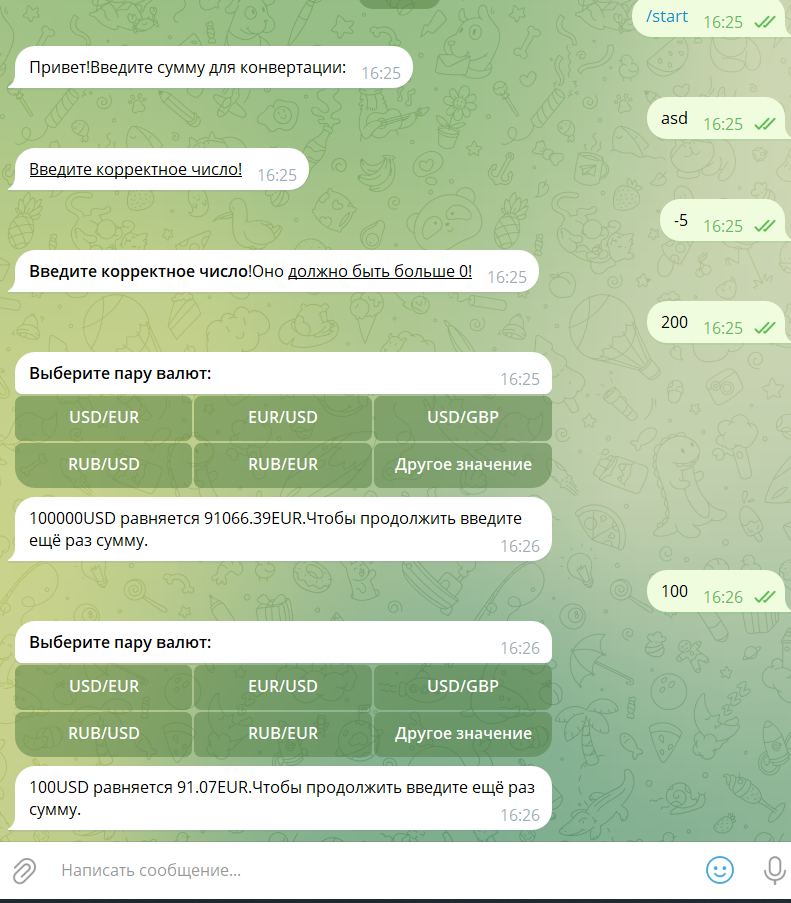 /start 16:25
Привет!Введите сумму для конвертации: 16:25
asd 16:25
Введите корректное число! 16:25
-5 16:25
Введите корректное число!Оно должно быть больше 0! 16:25
200 16:25
Выберите пару валют: 16:25
USD/EUR EUR/USD USD/GBP
RUB/USD RUB/EUR Другое значение
100000USD равняется 91066.39EUR.Чтобы продолжить введите
ещё раз сумму. 16:26
100 16:26
Выберите пару валют: 16:26
USD/EUR EUR/USD USD/GBP
RUB/USD RUB/EUR Другое значение
100USD равняется 91.07EUR.Чтобы продолжить введите ещё раз
сумму. 16:26
Написать сообщение...